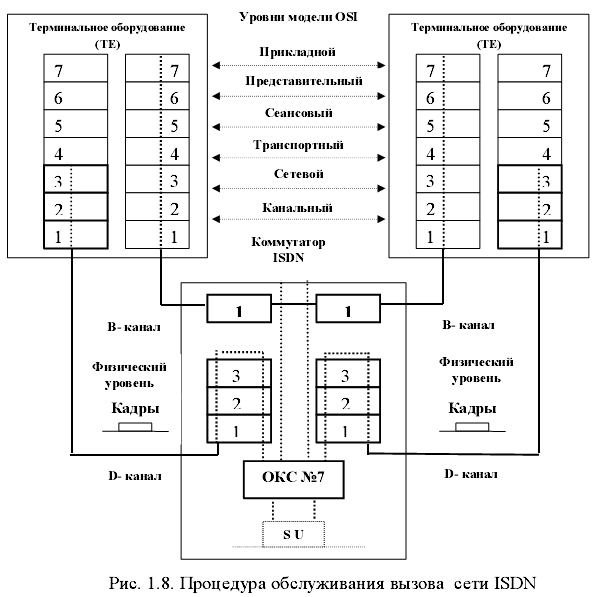 Уровни модели OSI
Терминальное оборудование
(TE)
7 7
6 6
5 5
4 4
3 3
2 2
1 1
Прикладной
Представительный
Сеансовый
Транспортный
Сетевой
Канальный
Коммутатор
ISDN
Терминальное оборудование
(TE)
7 7
6 6
5 5
4 4
3 3
2 2
1 1
1 1
B- канал
B- канал
Физический
уровень
Кадры
Физический
уровень
Кадры
3 3
2 2
1 1
D- канал
ОКС №7
D- канал
S U
Рис. 1.8. Процедура обслуживания вызова сети ISDN